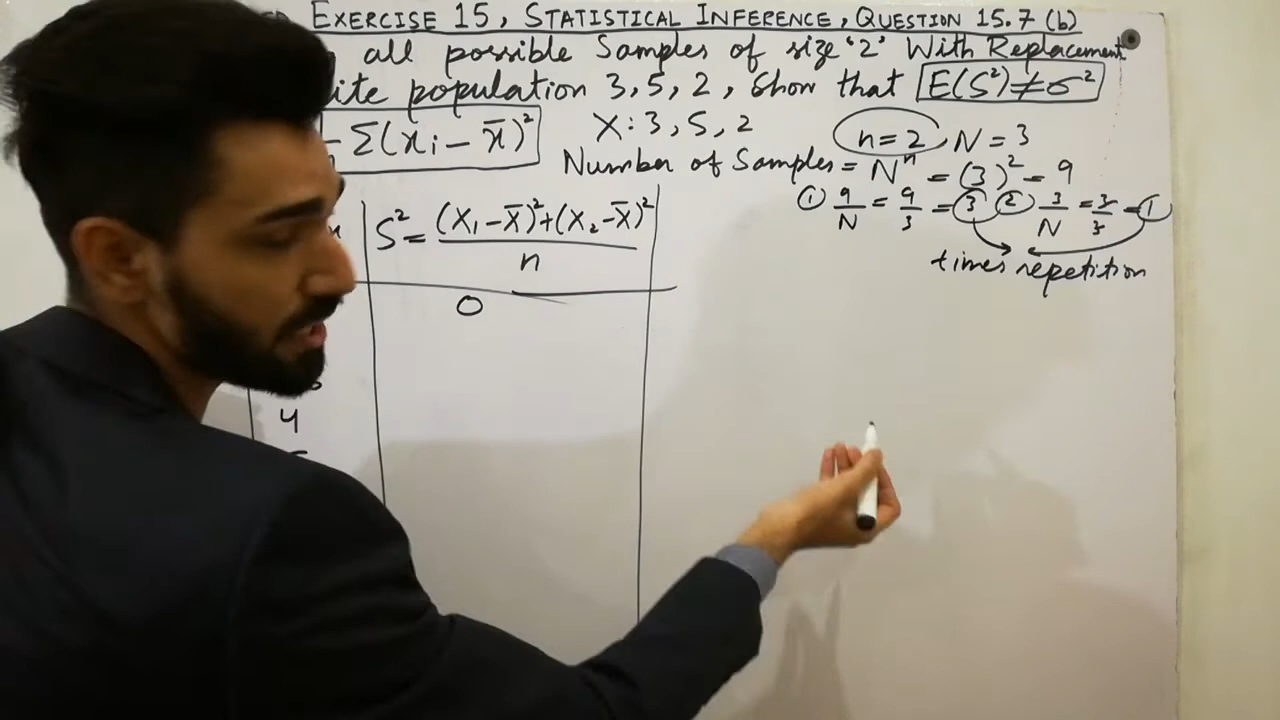 EXERCISE 15, STATISTICAL INFERENCE, QUESTION 15.7 (b)
all possible Samples of size '2' With Replacement
ite population 3, 5, 2, Show that E(S²) ≠ σ²
Σ(xᵢ - x̄)²
X: 3, 5, 2
n = 2, N = 3
Number of Samples = Nⁿ = (3)² = 9
① 9/N = 9/3 = 3 ② 3/N = 3/3 = 1
times repetition
S² = (X₁ - X̄)² + (X₂ - X̄)² / n
0
4